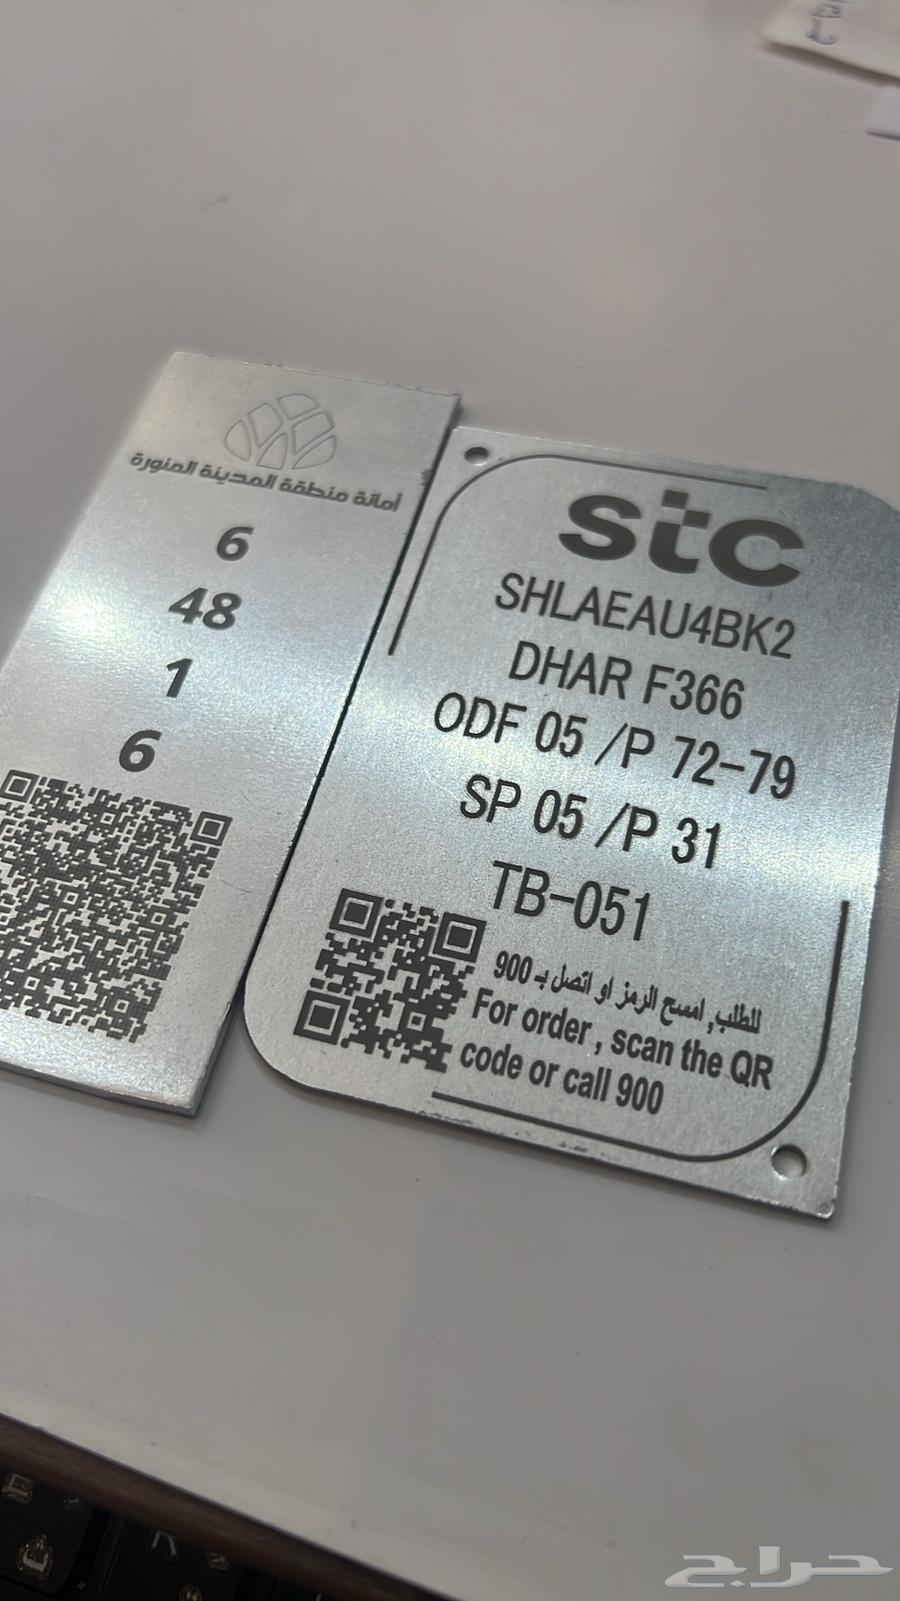 أمانة منطقة المدينة المنورة
6
48
1
6
stc
SHLAEAU4BK2
DHAR F366
ODF 05 /P 72-79
SP 05 /P 31
TB-051
للطلب, امسح الرمز او اتصل بـ 900
For order, scan the QR
code or call 900
حراج